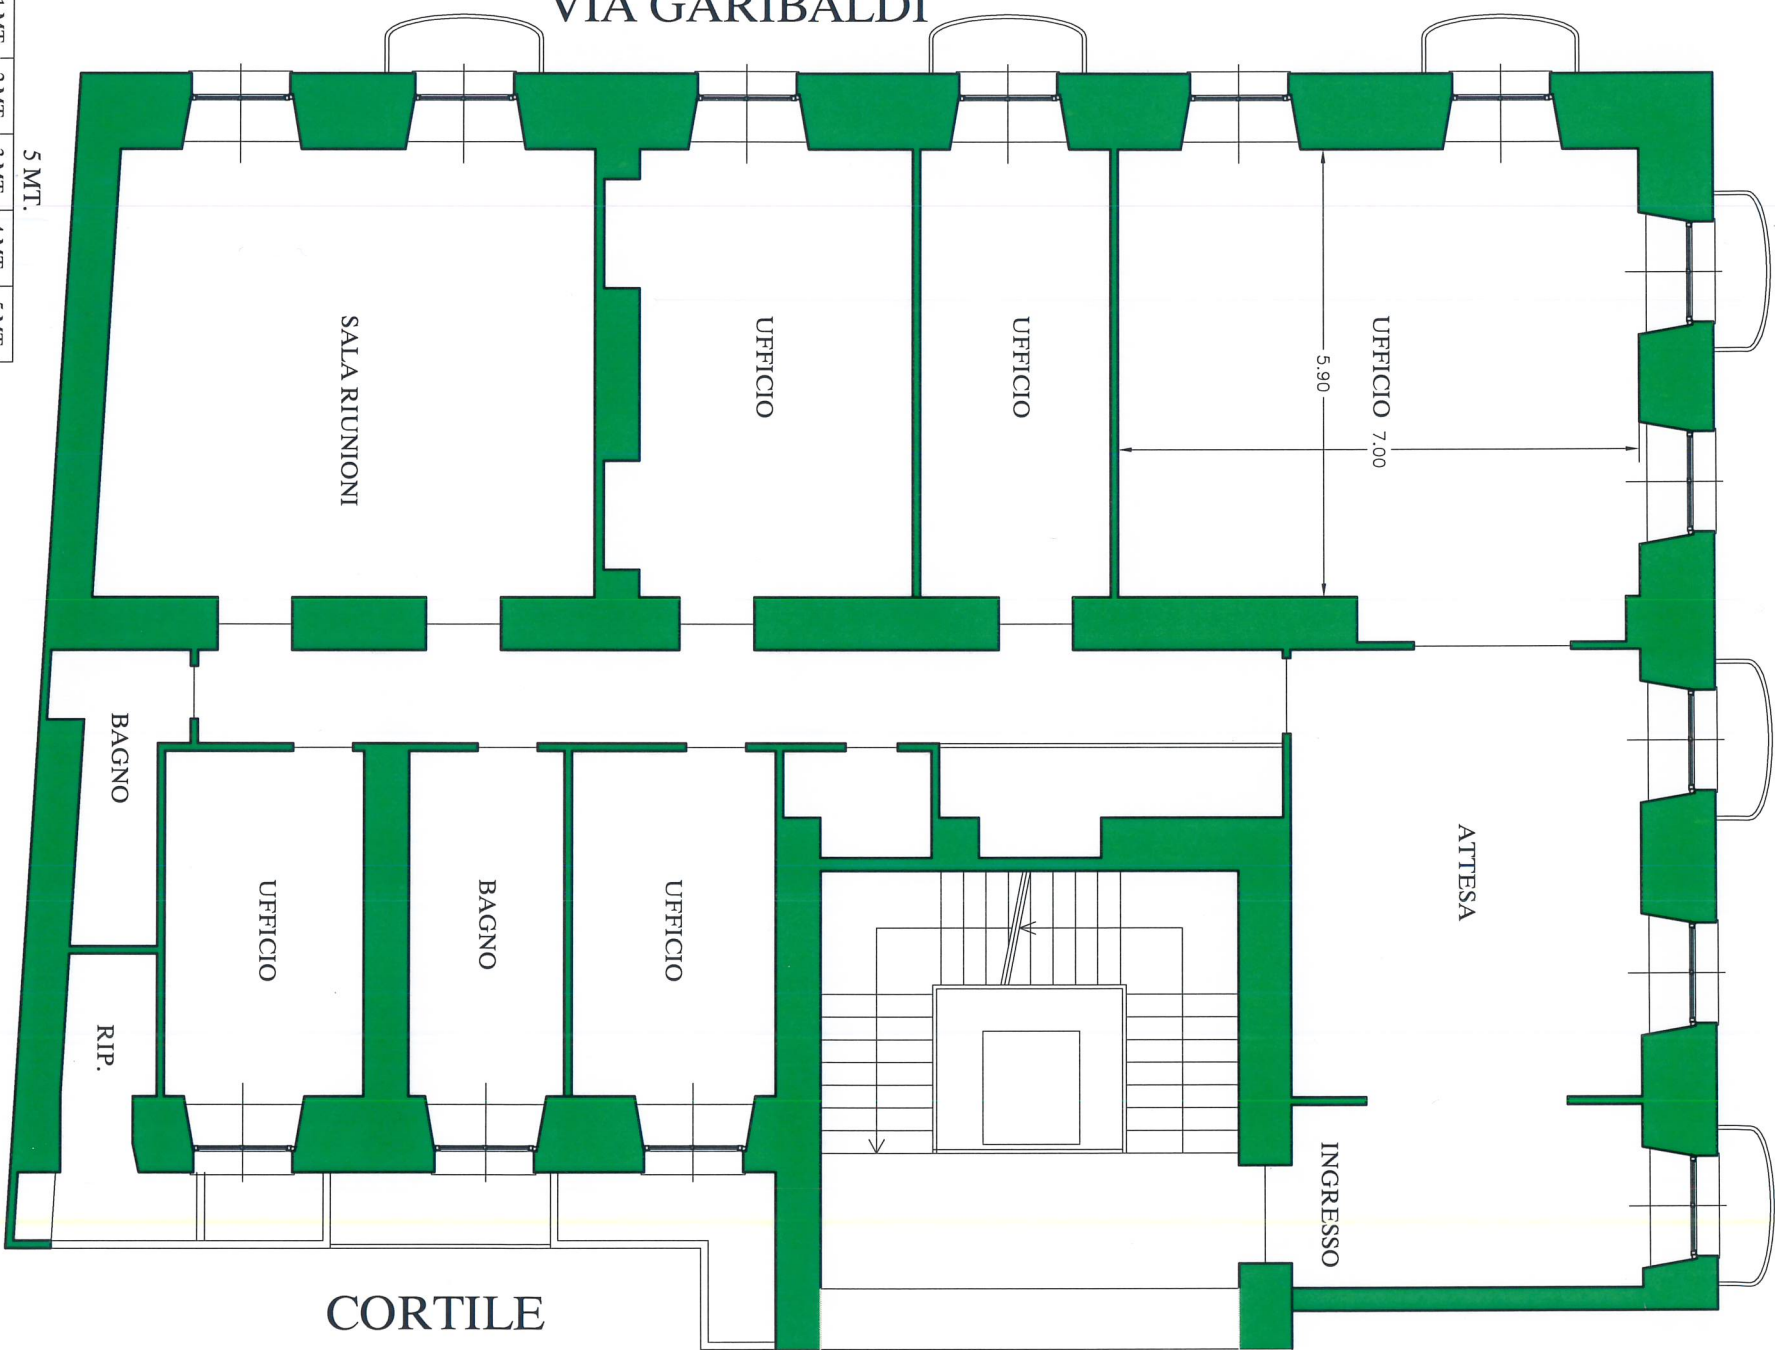 VIA GARIBALDI
5 MT.
SALA RIUNIONI
UFFICIO
UFFICIO
UFFICIO
5.90
7.00
BAGNO
UFFICIO
BAGNO
UFFICIO
ATTESA
RIP.
INGRESSO
CORTILE